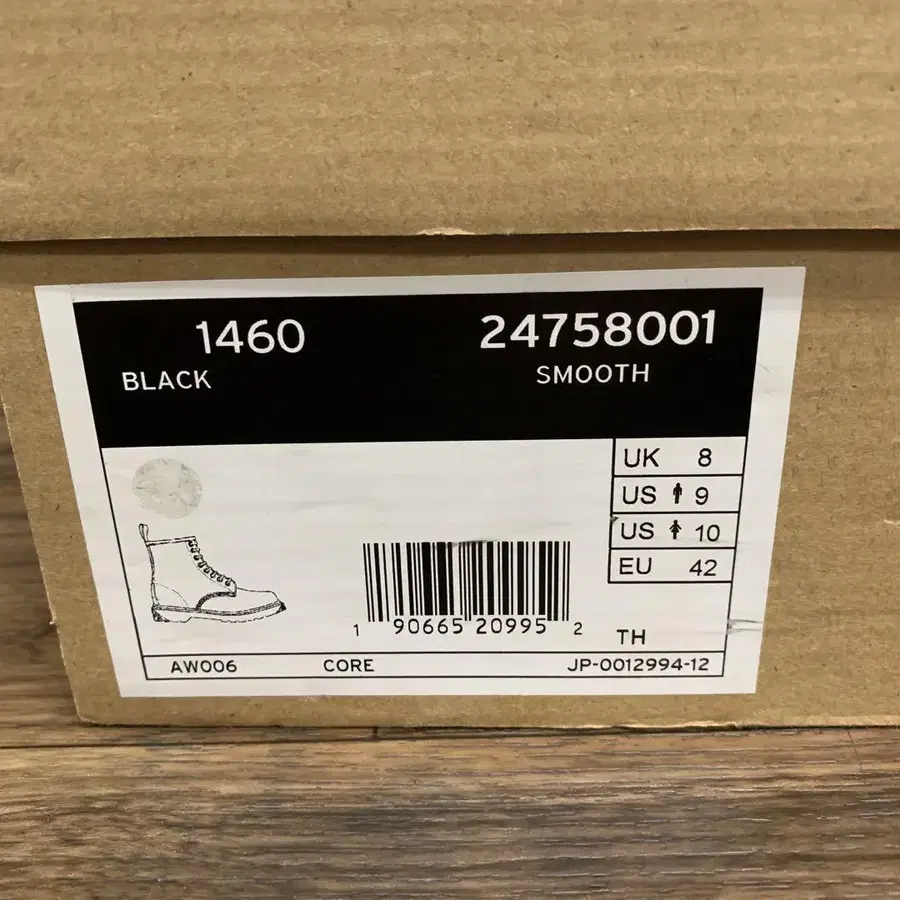 1460 24758001
BLACK SMOOTH
UK 8
US 9
US 10
EU 42
1 90665 20995 2
TH
AW006 CORE JP-0012994-12